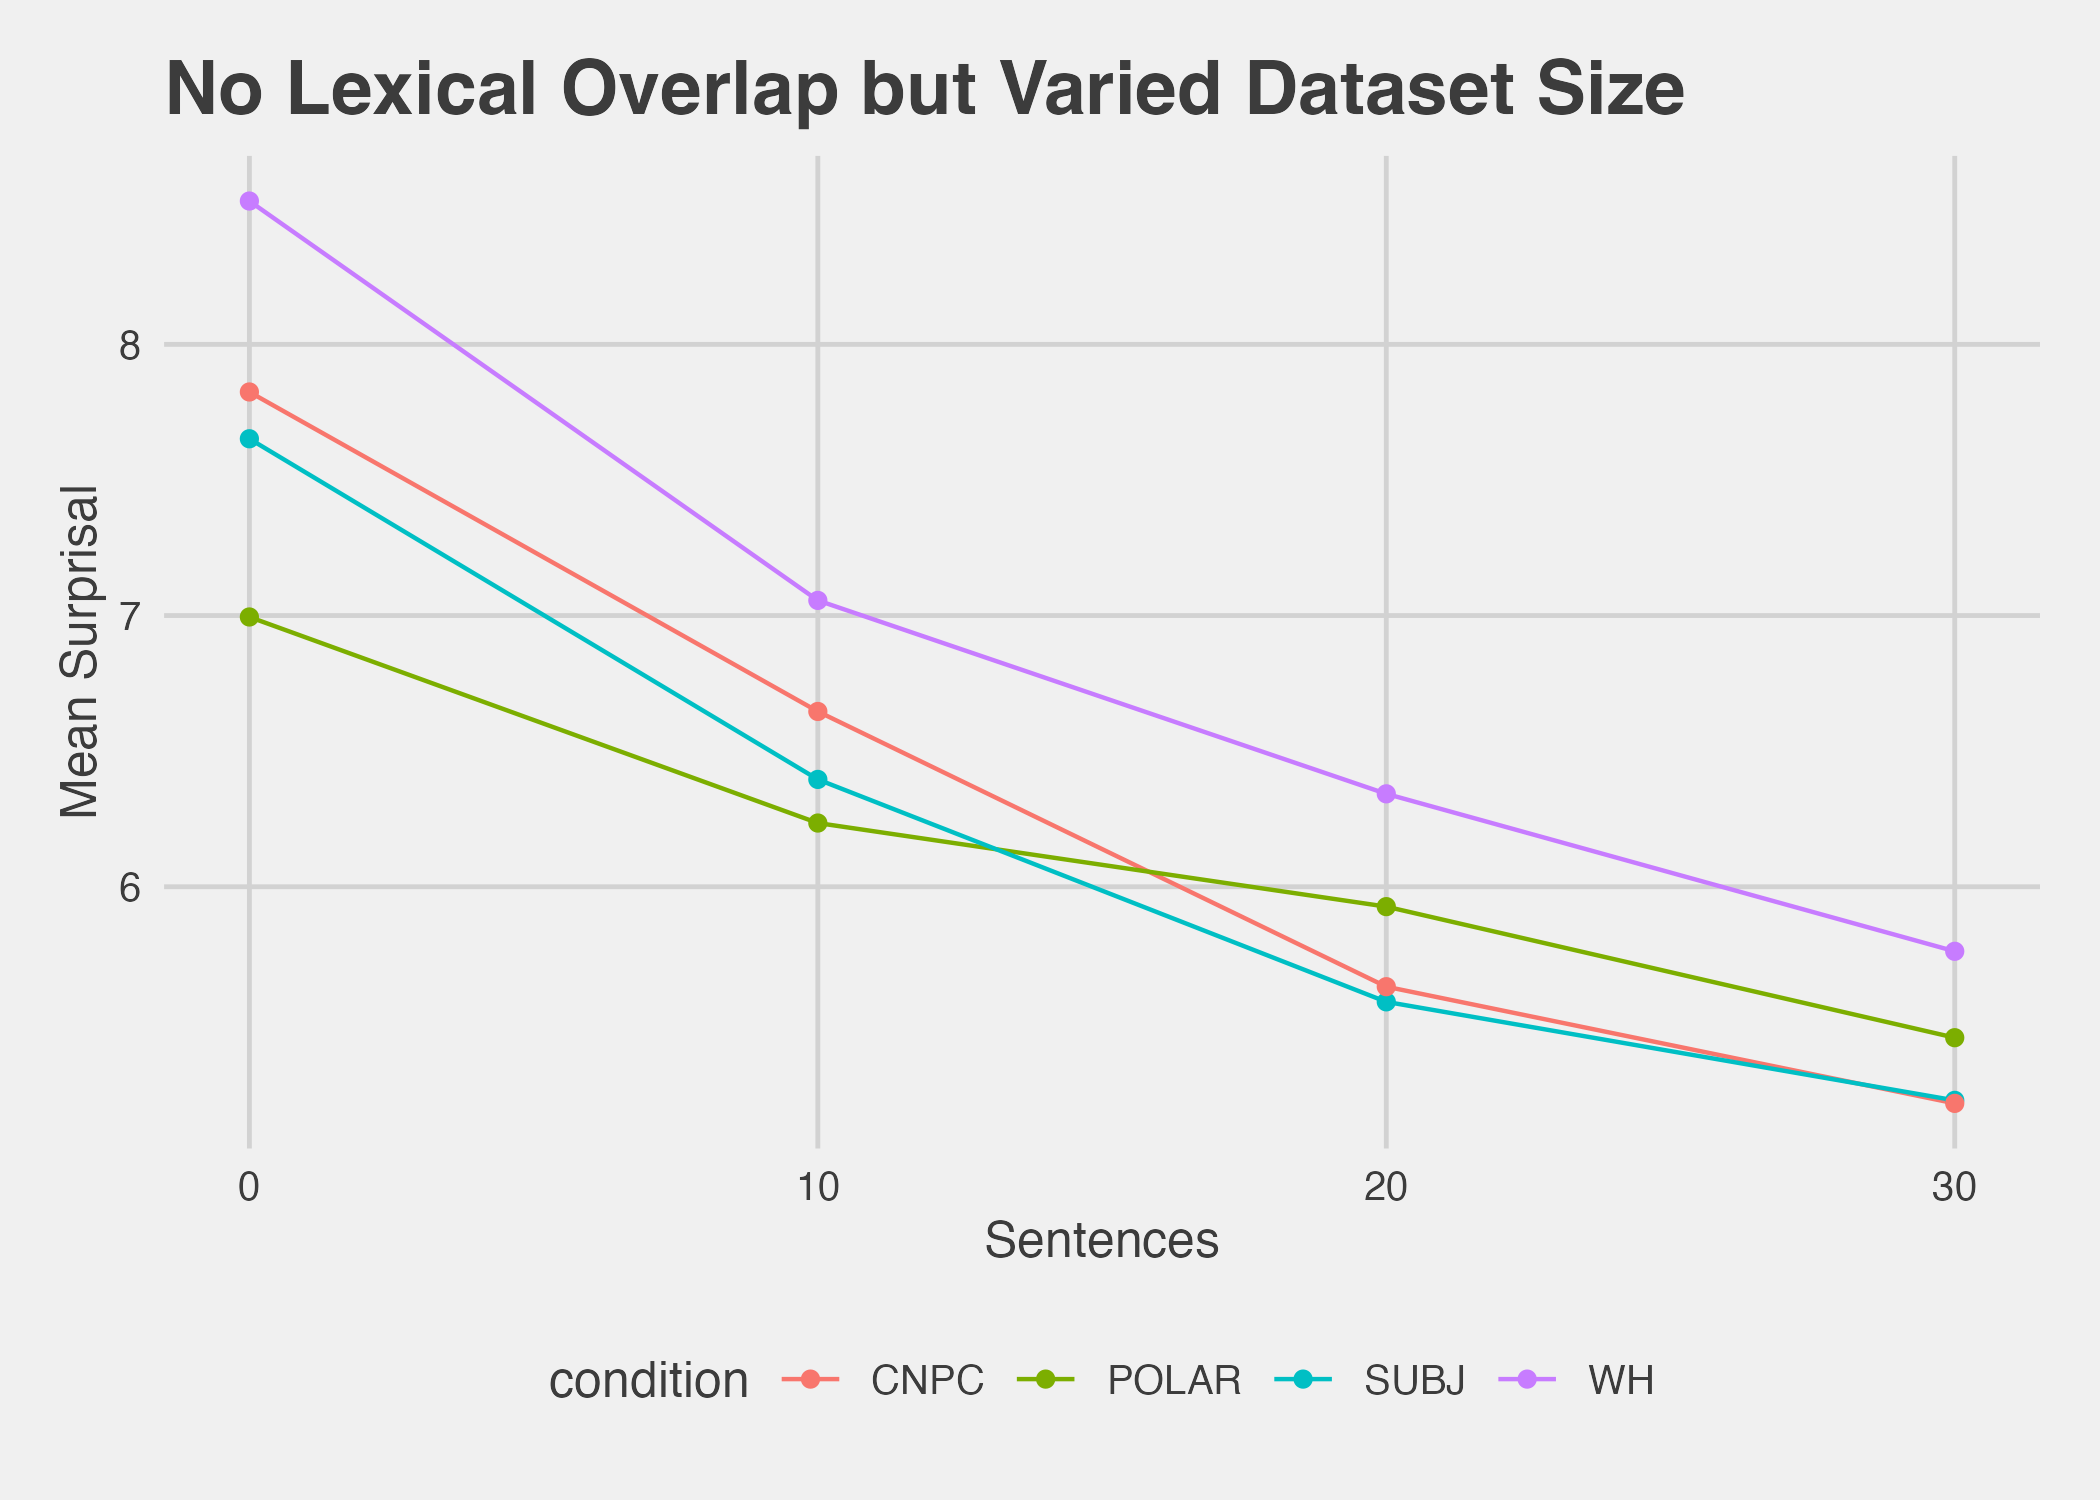 No Lexical Overlap but Varied Dataset Size
Mean Surprisal
8
7
6
0 10 20 30
Sentences
condition CNPC POLAR SUBJ WH